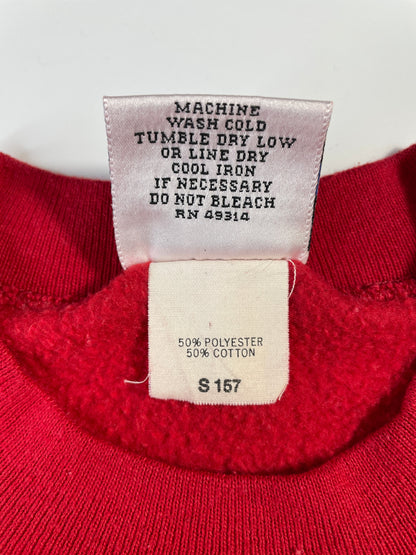 MACHINE
WASH COLD
TUMBLE DRY LOW
OR LINE DRY
COOL IRON
IF NECESSARY
DO NOT BLEACH
RN 49314
50% POLYESTER
50% COTTON
S 157